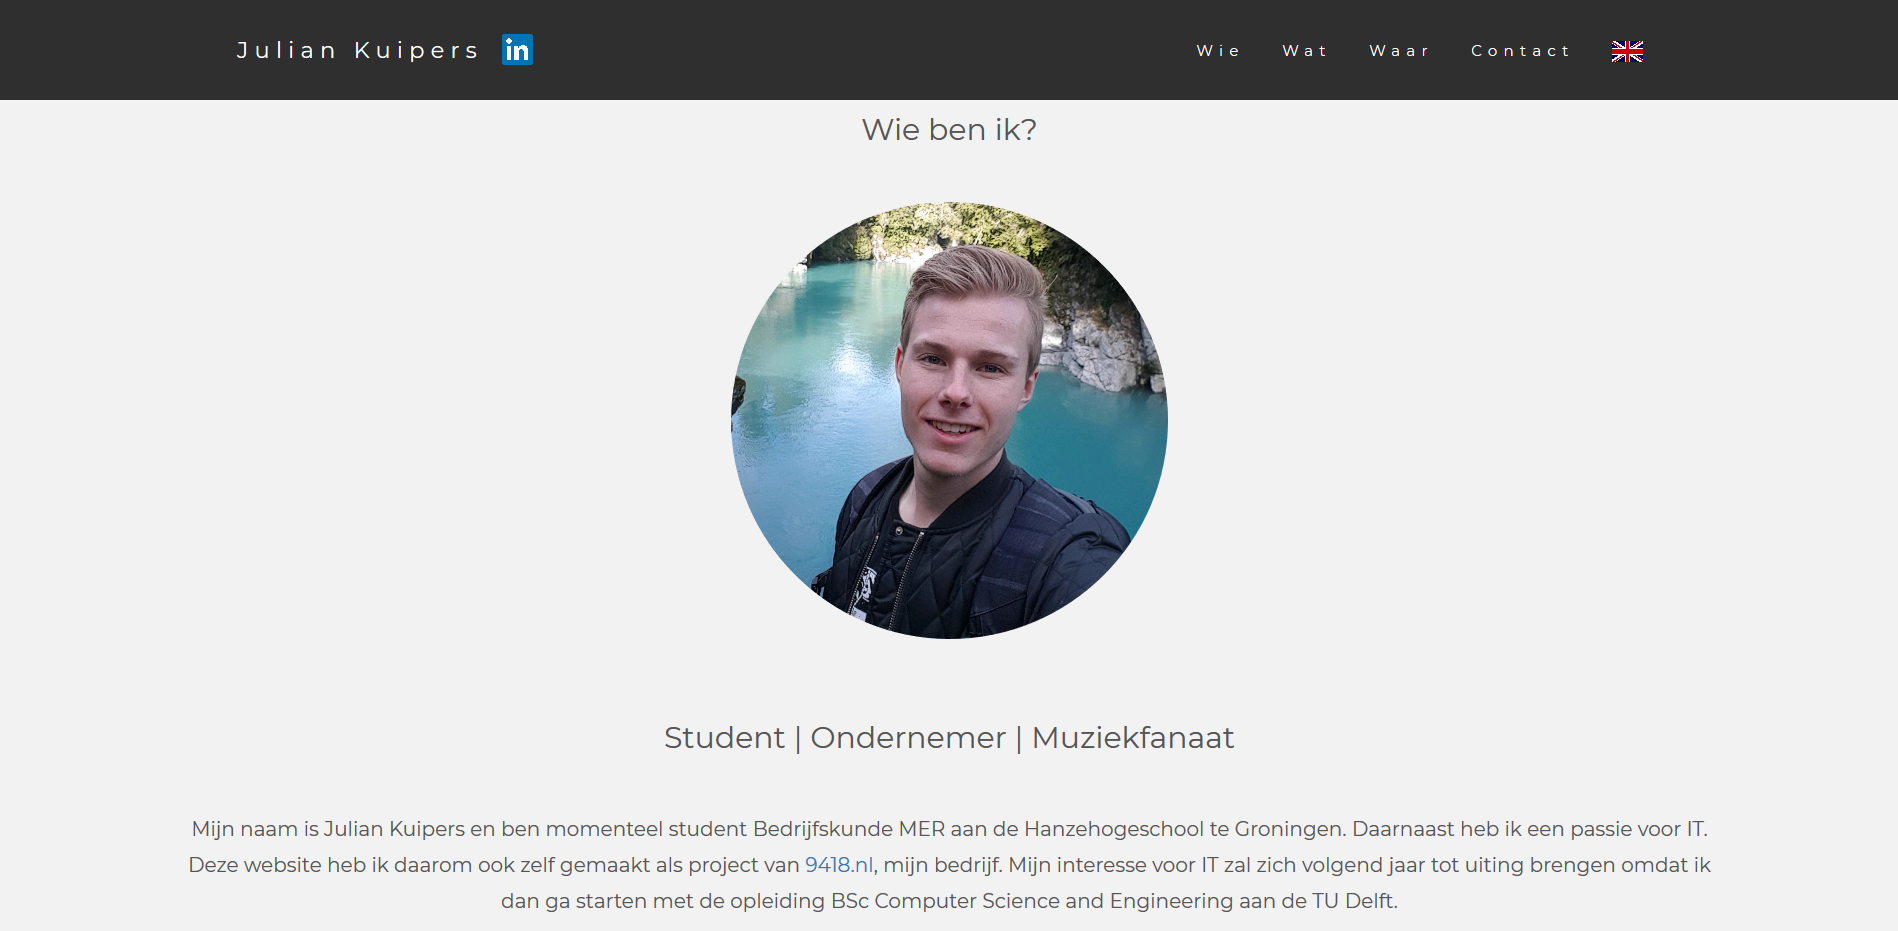 Julian Kuipers in Wie Wat Waar Contact
Wie ben ik?
Student | Ondernemer | Muziekfanaat
Mijn naam is Julian Kuipers en ben momenteel student Bedrijfskunde MER aan de Hanzehogeschool te Groningen. Daarnaast heb ik een passie voor IT.
Deze website heb ik daarom ook zelf gemaakt als project van 9418.nl, mijn bedrijf. Mijn interesse voor IT zal zich volgend jaar tot uiting brengen omdat ik
dan ga starten met de opleiding BSc Computer Science and Engineering aan de TU Delft.